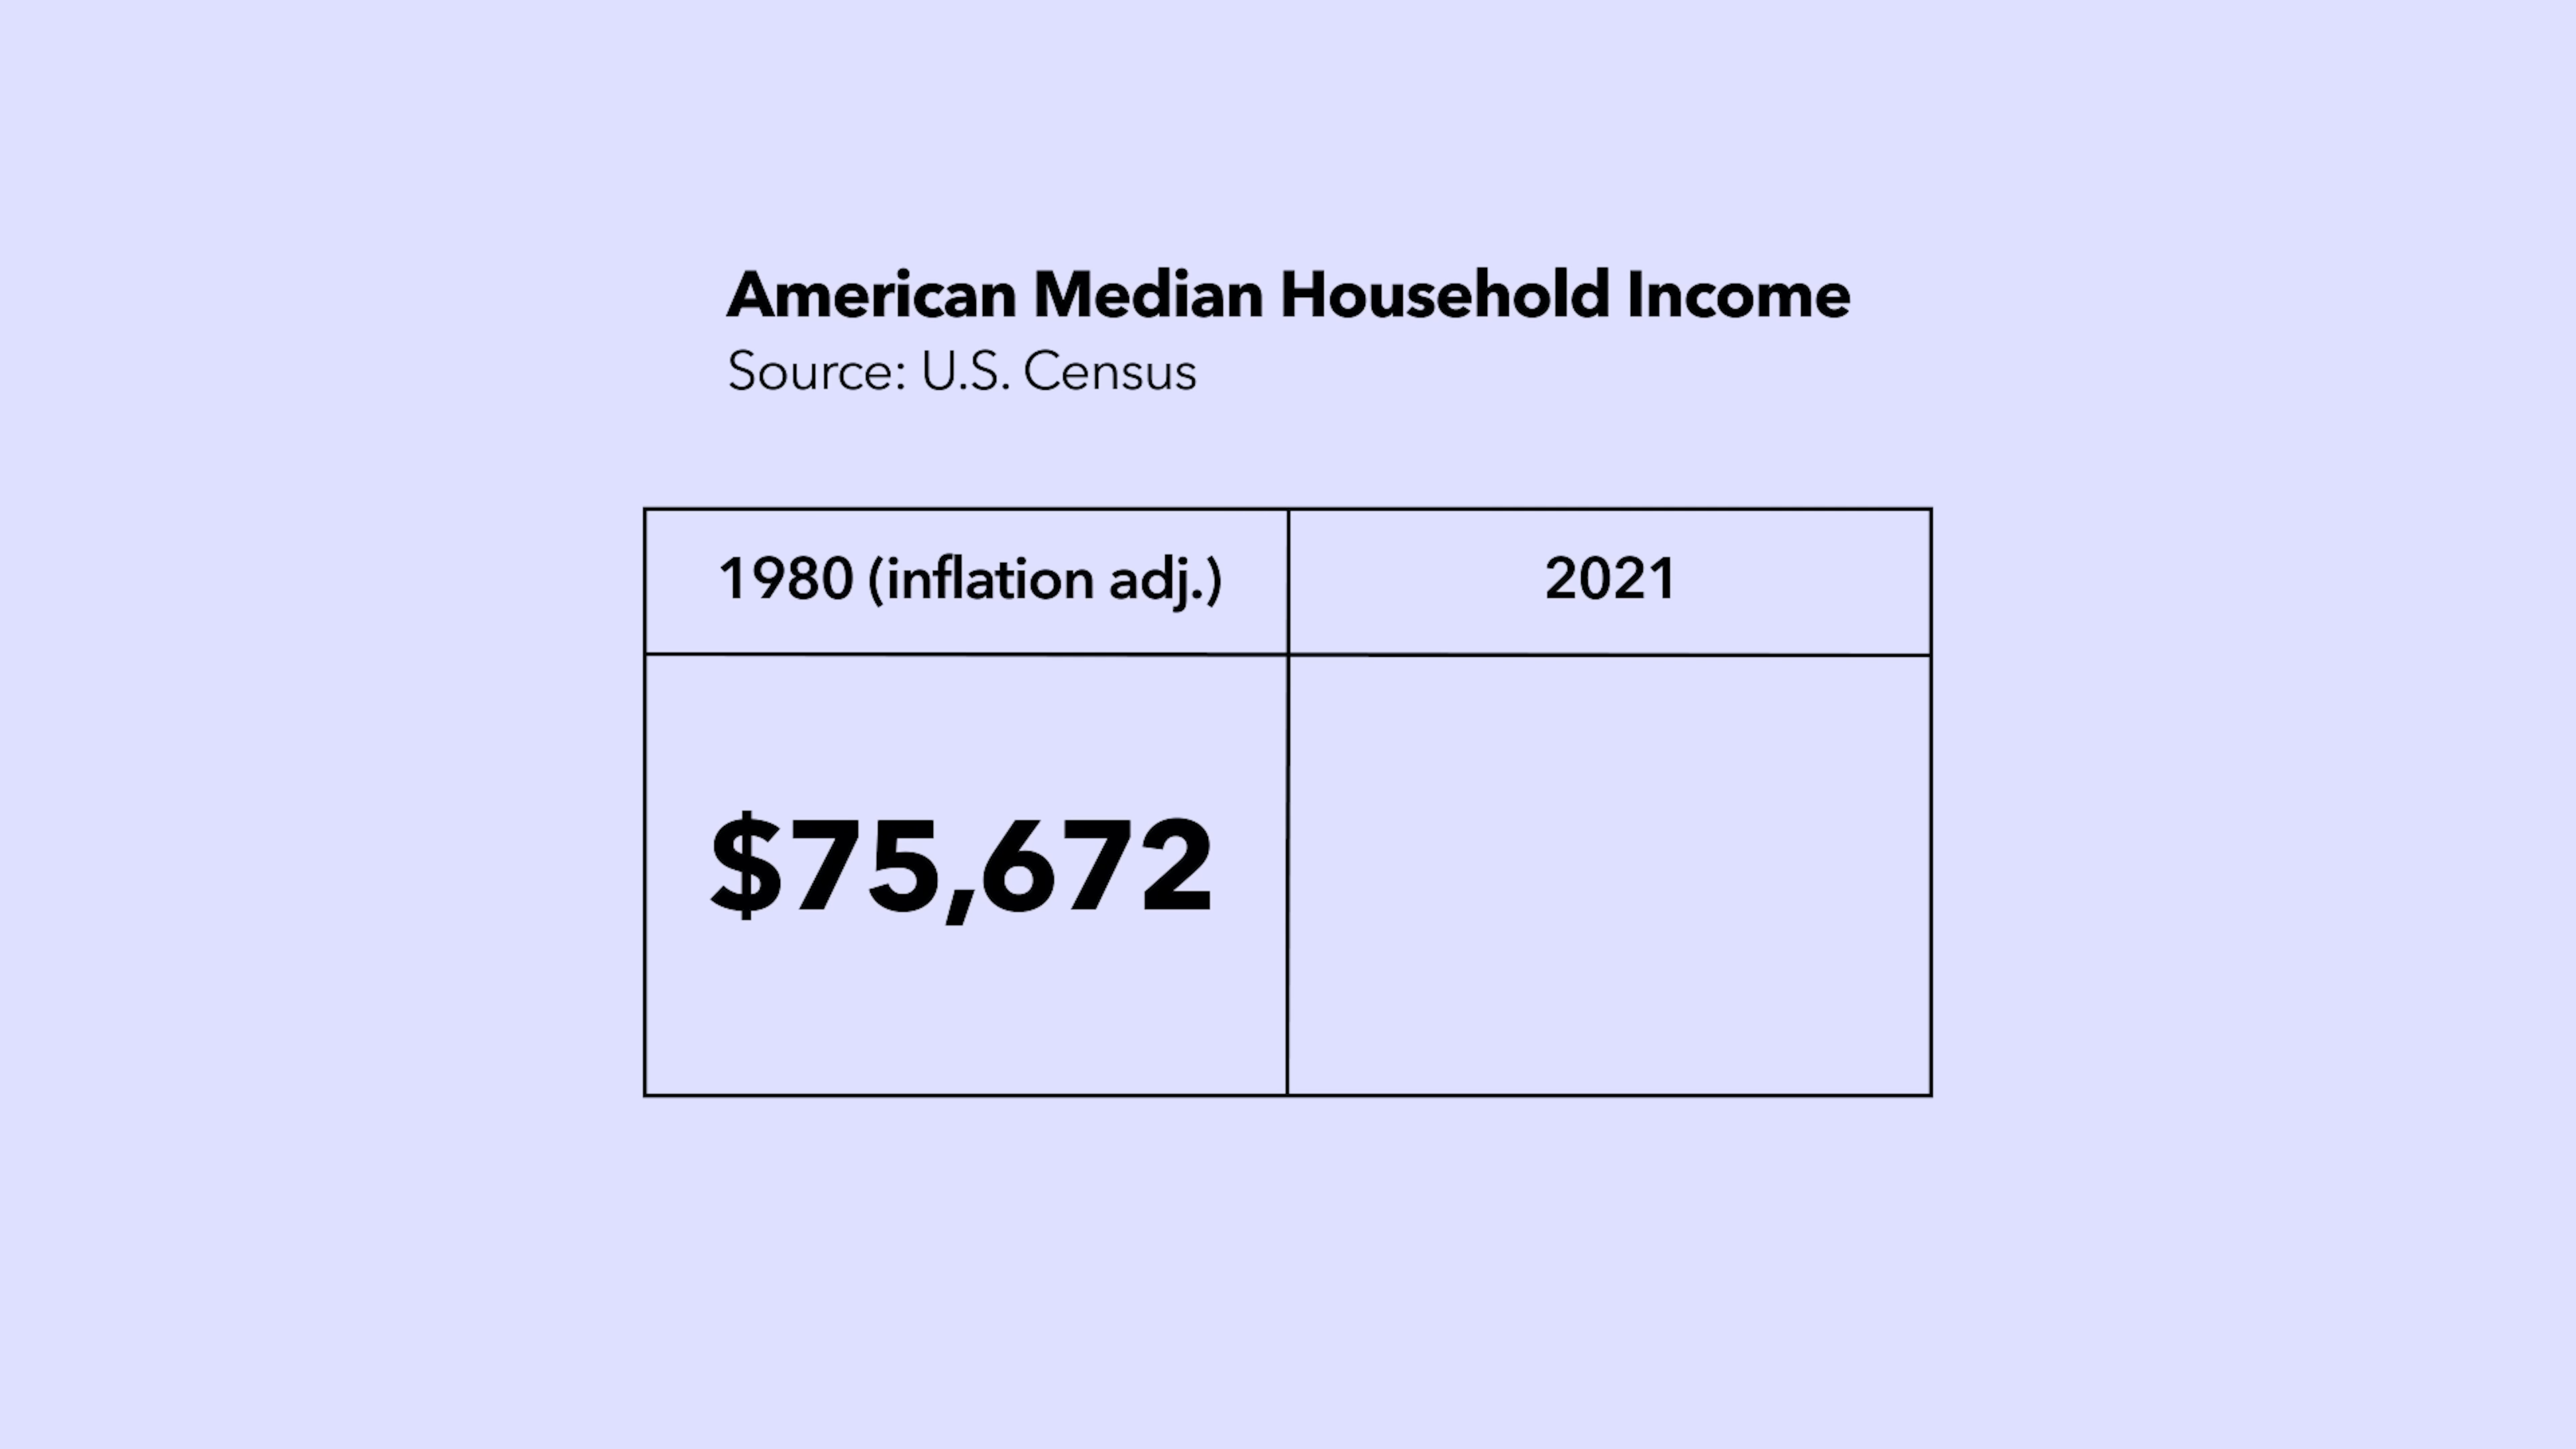 American Median Household Income
Source: U.S. Census
1980 (inflation adj.)
2021
$75,672